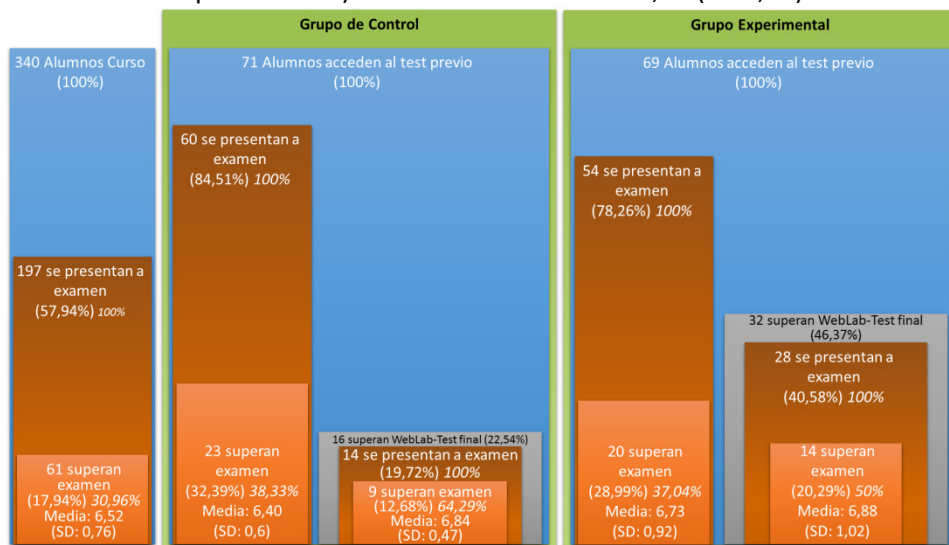 Grupo de Control
Grupo Experimental
340 Alumnos Curso
(100%)
197 se presentan a
examen
(57,94%) 100%
61 superan
examen
(17,94%) 30,96%
Media: 6,52
(SD: 0,76)
71 Alumnos acceden al test previo
(100%)
60 se presentan a
examen
(84,51%) 100%
23 superan
examen
(32,39%) 38,33%
Media: 6,40
(SD: 0,6)
16 superan WebLab-Test final (22,54%)
14 se presentan a examen
(19,72%) 100%
9 superan examen
(12,68%) 64,29%
Media: 6,84
(SD: 0,47)
69 Alumnos acceden al test previo
(100%)
54 se presentan a
examen
(78,26%) 100%
20 superan
examen
(28,99%) 37,04%
Media: 6,73
(SD: 0,92)
32 superan WebLab-Test final
(46,37%)
28 se presentan a
examen
(40,58%) 100%
14 superan
examen
(20,29%) 50%
Media: 6,88
(SD: 1,02)